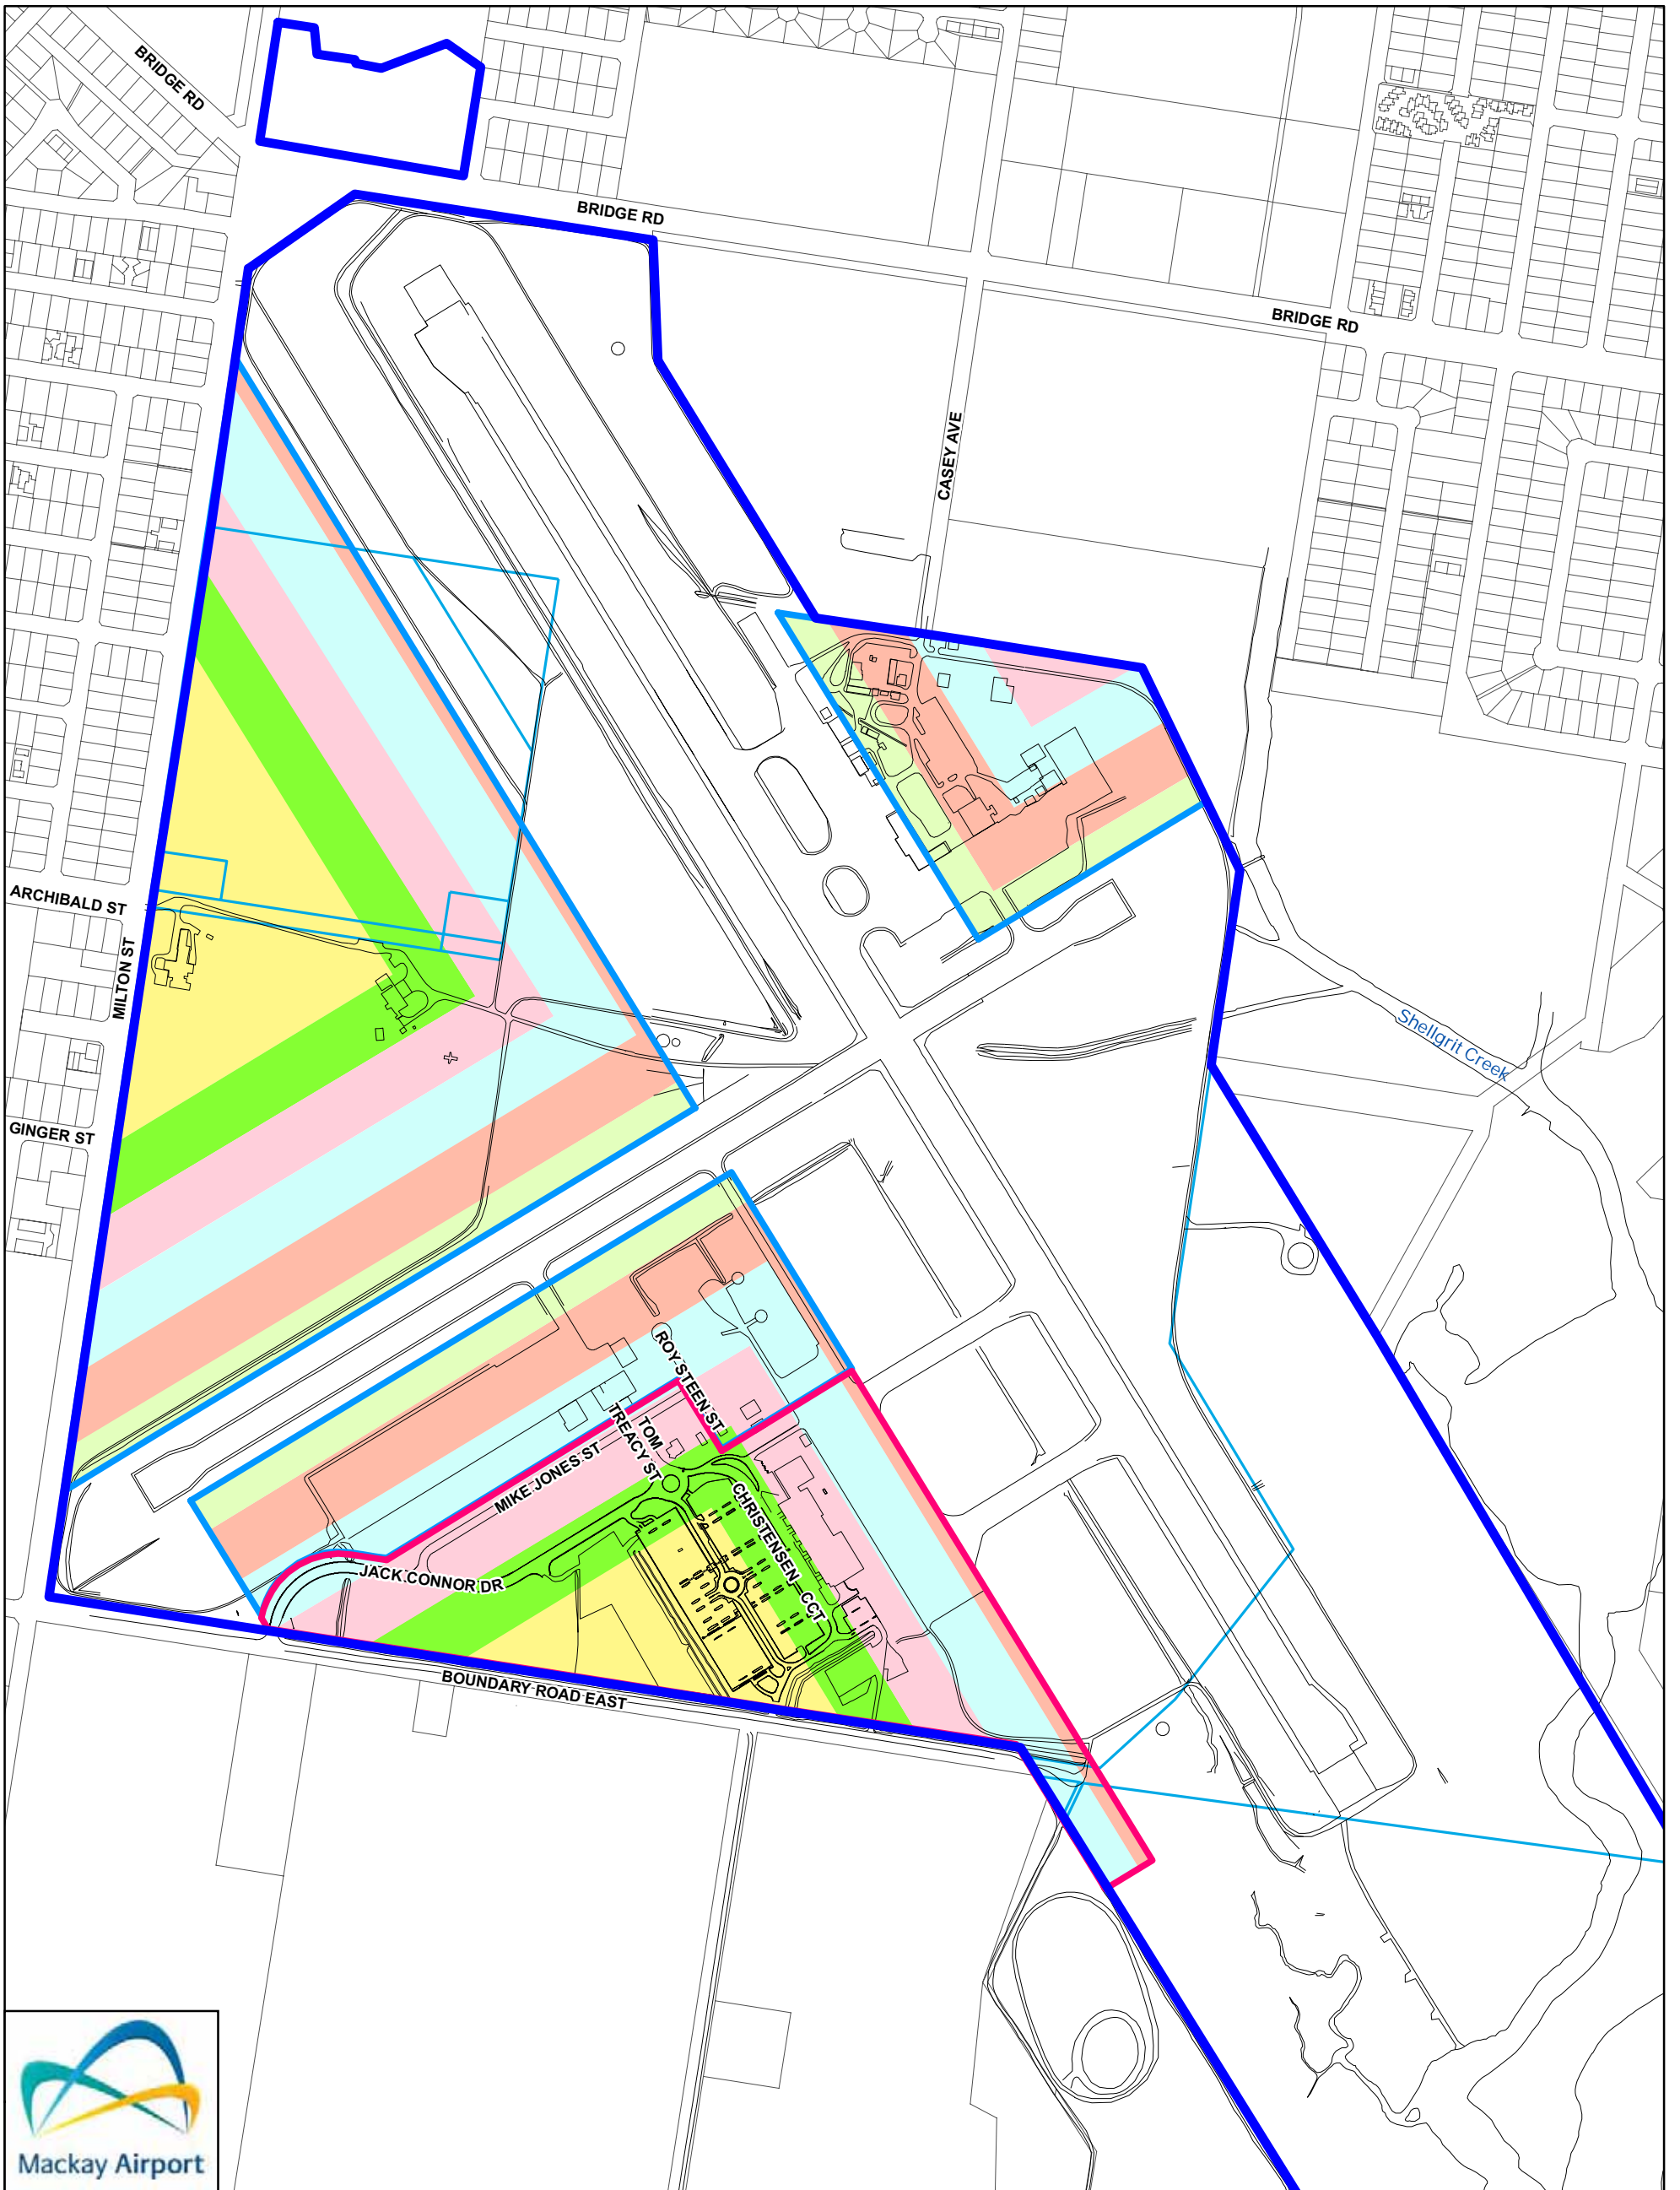 BRIDGE RD
BRIDGE RD
BRIDGE RD
CASEY AVE
ARCHIBALD ST
MILTON ST
Shellgrit Creek
GINGER ST
ROY STEEN ST
TOM
TREACY ST
MIKE JONES ST
CHRISTENSEN CCT
JACK CONNOR DR
BOUNDARY ROAD EAST
Mackay Airport